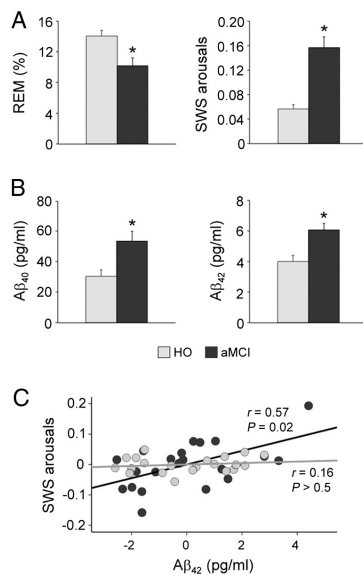 A
REM (%)
16
12
8
4
0
*
SWS arousals
0.20
0.16
0.12
0.08
0.04
0
*
B
Aβ40 (pg/ml)
80
60
40
20
0
*
Aβ42 (pg/ml)
8
6
4
2
0
*
HO aMCI
C
SWS arousals
0.2
0.1
0
-0.1
-0.2
r = 0.57
P = 0.02
r = 0.16
P > 0.5
-2 0 2 4
Aβ42 (pg/ml)